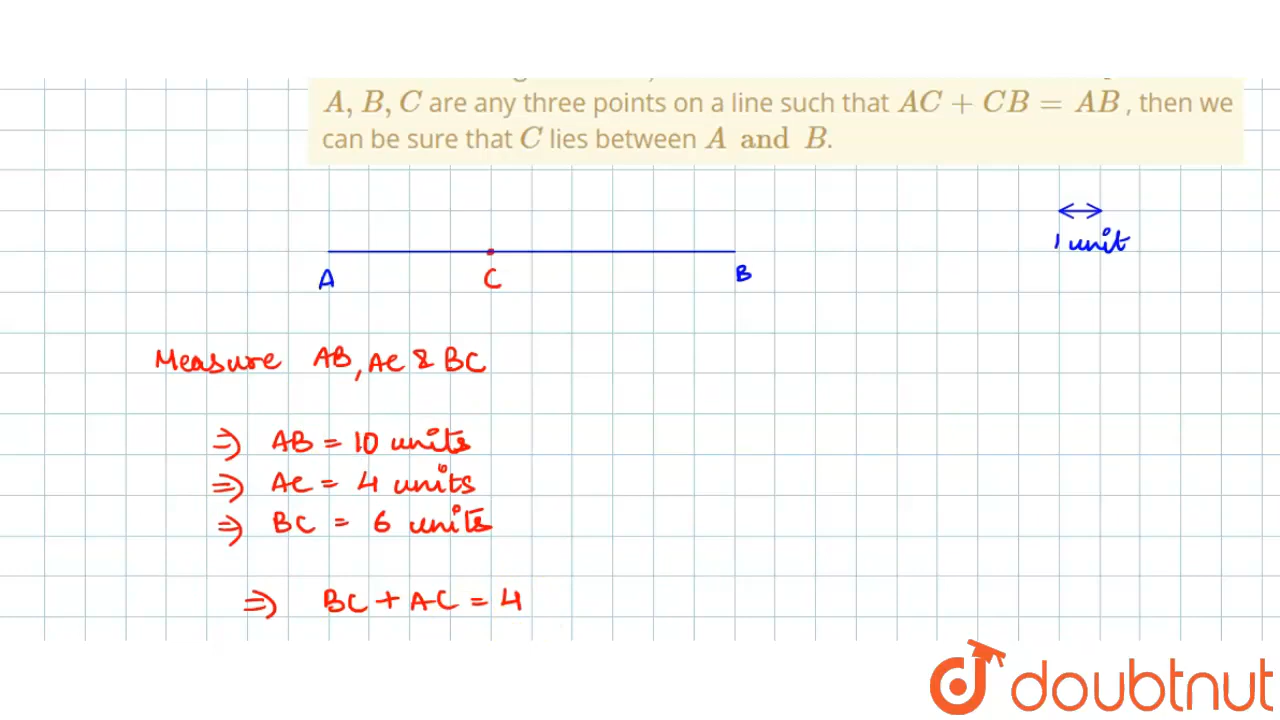 A, B, C are any three points on a line such that AC + CB = AB, then we
can be sure that C lies between A and B.
1 unit
A C B
Measure AB, AC & BC
⇒ AB = 10 units
⇒ AC = 4 units
⇒ BC = 6 units
⇒ BC + AC = 4
doubtnut